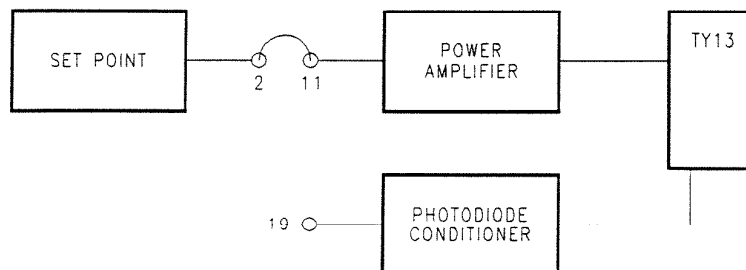 SET POINT
2
11
POWER
AMPLIFIER
TY13
19
PHOTODIODE
CONDITIONER